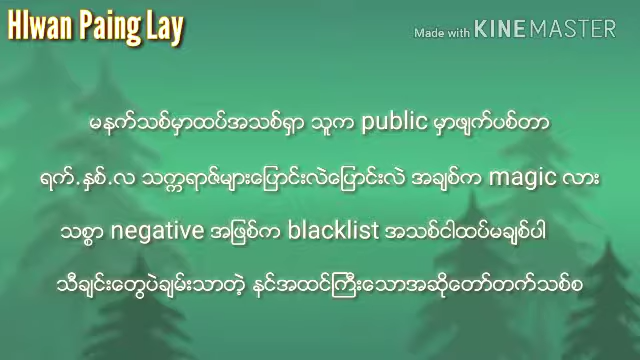 Hlwan Paing Lay
Made with KINEMASTER
မနက်သစ်မှာထပ်အသစ်ရှာ သူက public မှာဖျက်ပစ်တာ
ရက်.နှစ်.လ သက္ကရာဇ်များပြောင်းလဲပြောင်းလဲ အချစ်က magic လား
သစ္စာ negative အဖြစ်က blacklist အသစ်ငါထပ်မချစ်ပါ
သီချင်းတွေပဲချမ်းသာတဲ့ နင်အထင်ကြီးသောအဆိုတော်တက်သစ်စ